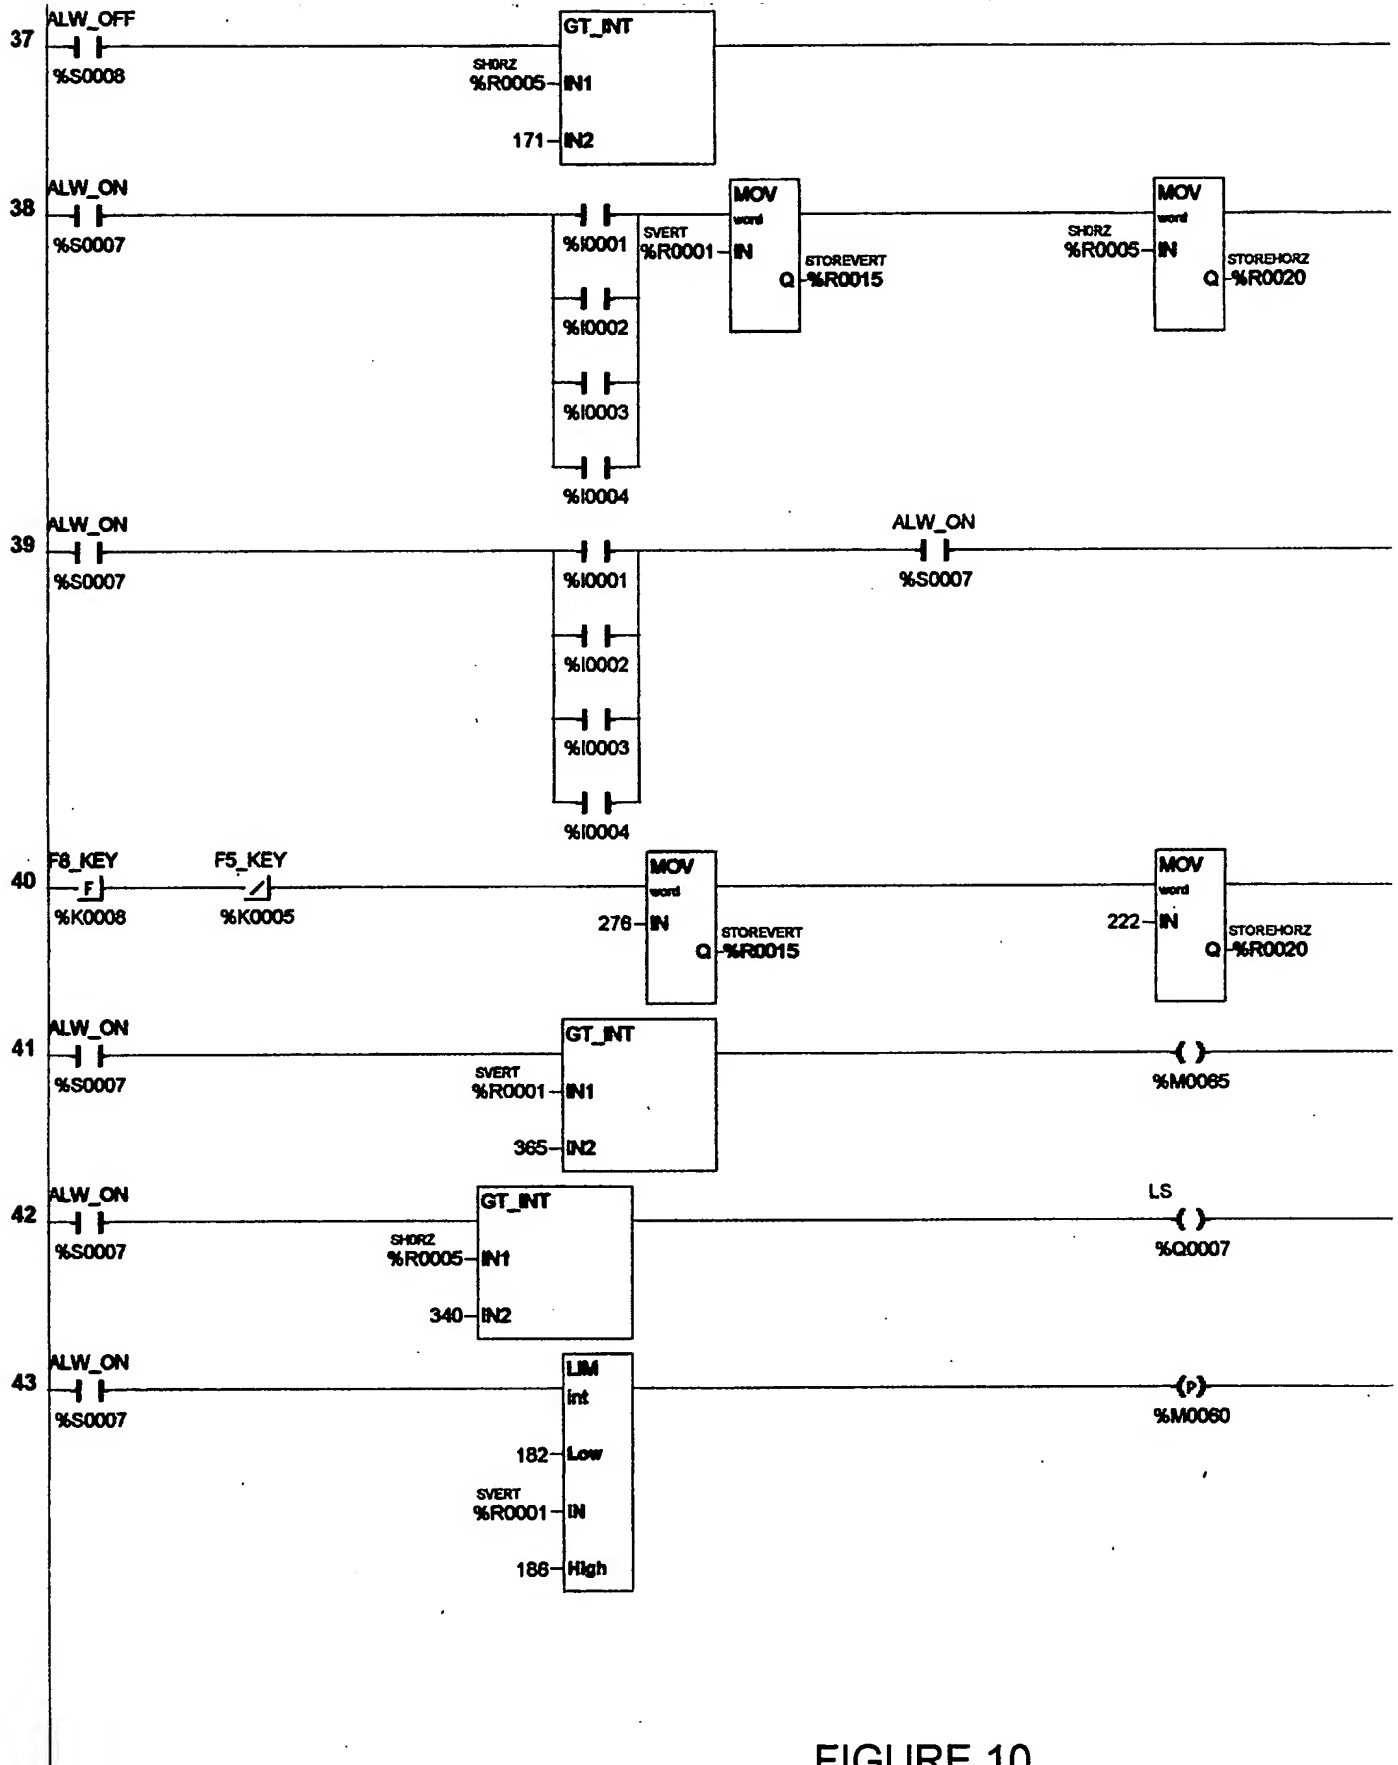 ALW_OFF
37
%S0008
GT_INT
SHORZ
%R0005 IN1
171 IN2
ALW_ON
38
%S0007
%I0001
%I0002
%I0003
%I0004
MOV
word
SVERT
%R0001 IN
STOREVERT
Q %R0015
MOV
word
SHORZ
%R0005 IN
STOREHORZ
Q %R0020
ALW_ON
39
%S0007
%I0001
%I0002
%I0003
%I0004
ALW_ON
%S0007
F8_KEY
40
F
%K0008
F5_KEY
%K0005
MOV
word
276 IN
STOREVERT
Q %R0015
MOV
word
222 IN
STOREHORZ
Q %R0020
ALW_ON
41
%S0007
GT_INT
SVERT
%R0001 IN1
365 IN2
%M0065
ALW_ON
42
%S0007
GT_INT
SHORZ
%R0005 IN1
340 IN2
LS
%Q0007
ALW_ON
43
%S0007
LIM
int
182 Low
SVERT
%R0001 IN
186 High
P
%M0060
FIGURE 10